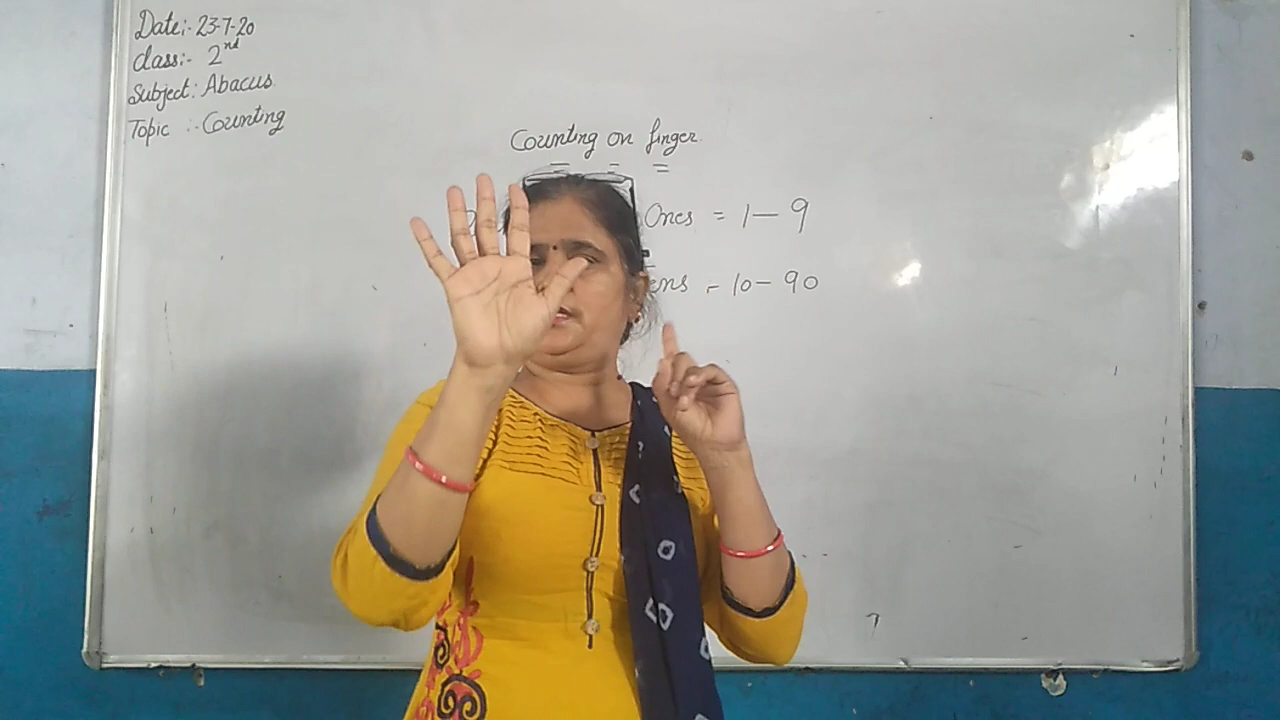 Date:- 23-7-20
class:- 2nd
Subject: Abacus
Topic :- Counting
Counting on finger.
Ones = 1 — 9
ens = 10 - 90